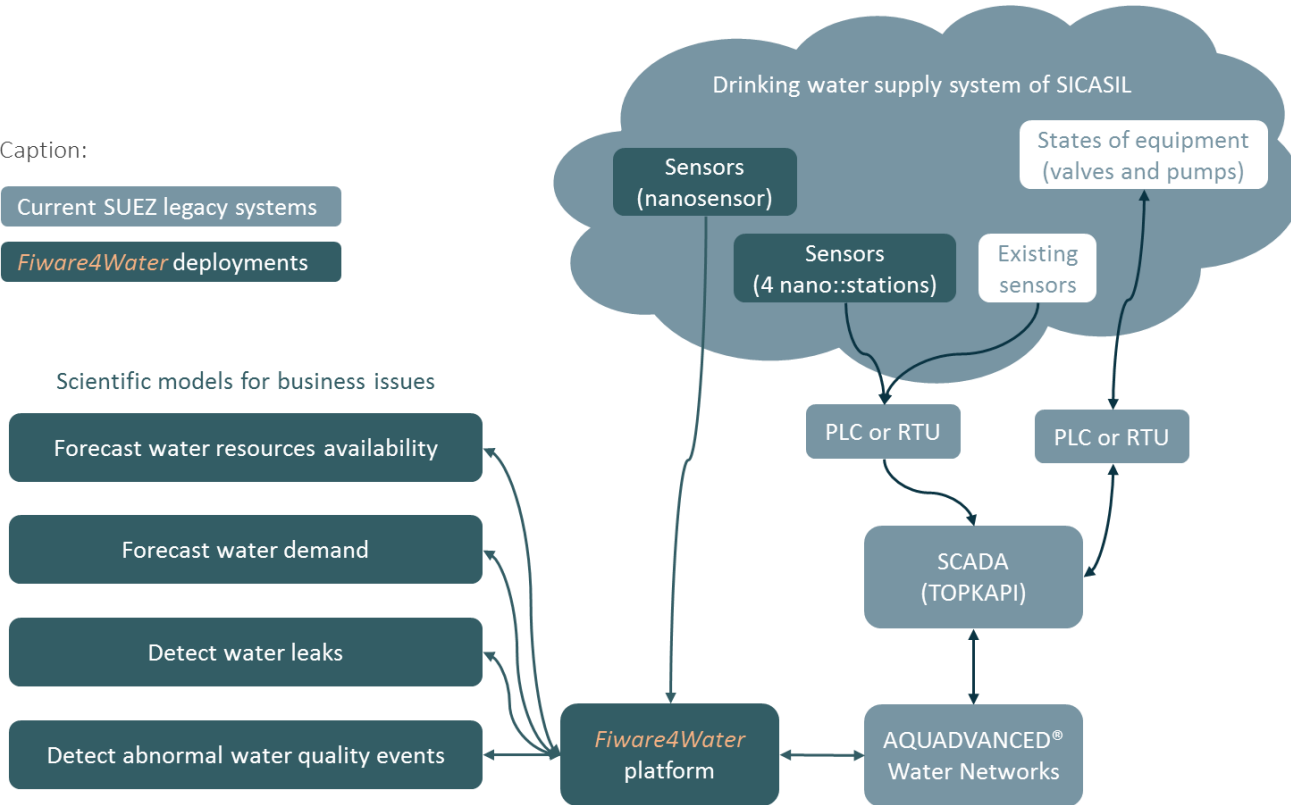 Drinking water supply system of SICASIL
Caption:
Current SUEZ legacy systems
Fiware4Water deployments
Sensors
(nanosensor)
States of equipment
(valves and pumps)
Sensors
(4 nano::stations)
Existing
sensors
PLC or RTU
PLC or RTU
Scientific models for business issues
Forecast water resources availability
Forecast water demand
Detect water leaks
Detect abnormal water quality events
SCADA
(TOPKAPI)
Fiware4Water
platform
AQUADVANCED®
Water Networks